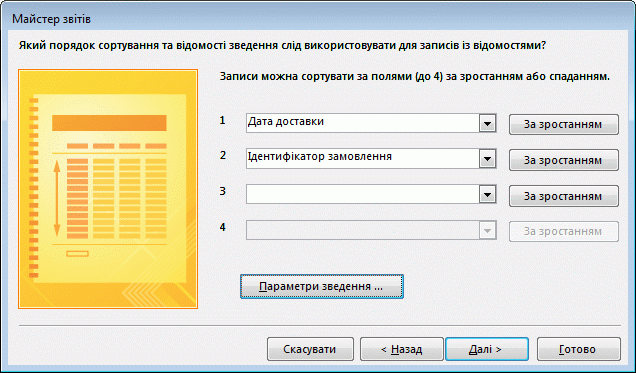 Майстер звітів
Який порядок сортування та відомості зведення слід використовувати для записів із відомостями?
Записи можна сортувати за полями (до 4) за зростанням або спаданням.
1 Дата доставки За зростанням
2 Ідентифікатор замовлення За зростанням
3 За зростанням
4 За зростанням
Параметри зведення ...
Скасувати < Назад Далі > Готово